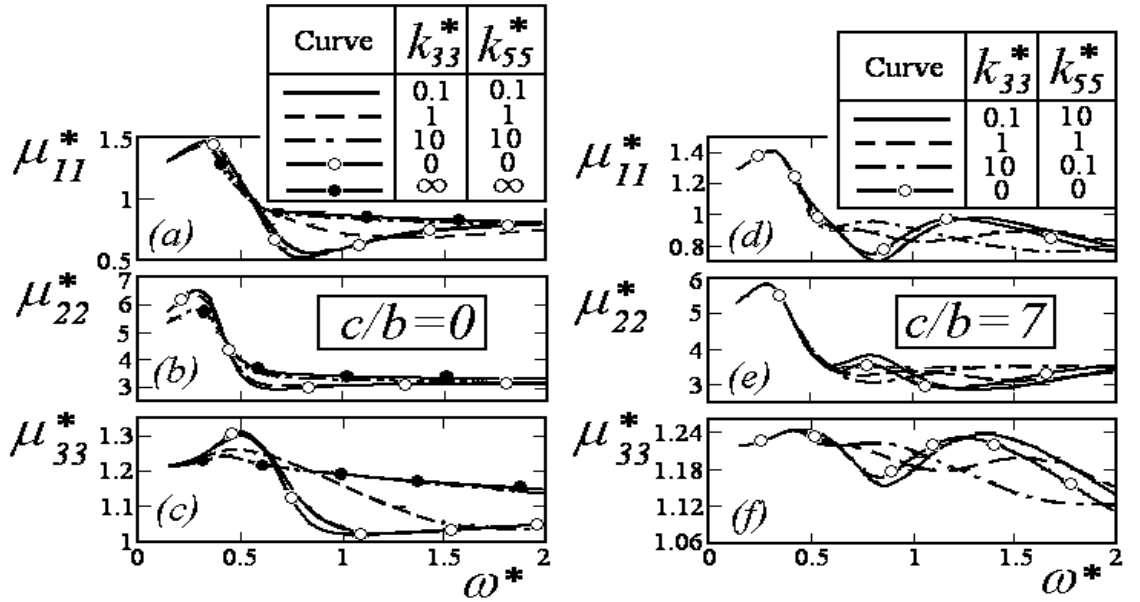 Curve k*33 k*55
0.1 0.1
1 1
10 10
0 0
∞ ∞
Curve k*33 k*55
0.1 10
1 1
10 0.1
0 0
μ*11 1.5 1 0.5 (a)
μ*22 7 6 5 4 3 (b) c/b=0
μ*33 1.3 1.2 1.1 1 (c)
0 0.5 1 1.5 2
ω*
μ*11 1.4 1.2 1 0.8 (d)
μ*22 6 5 4 3 (e) c/b=7
μ*33 1.24 1.18 1.12 1.06 (f)
0 0.5 1 1.5 2
ω*